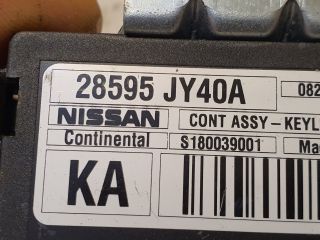 28595 JY40A 082
NISSAN CONT ASSY-KEYL
Continental S180039001 Ma
KA